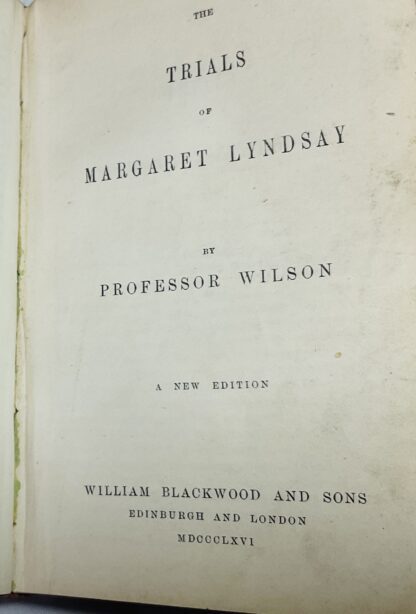 THE
TRIALS
OF
MARGARET LYNDSAY
BY
PROFESSOR WILSON
A NEW EDITION
WILLIAM BLACKWOOD AND SONS
EDINBURGH AND LONDON
MDCCCLXVI